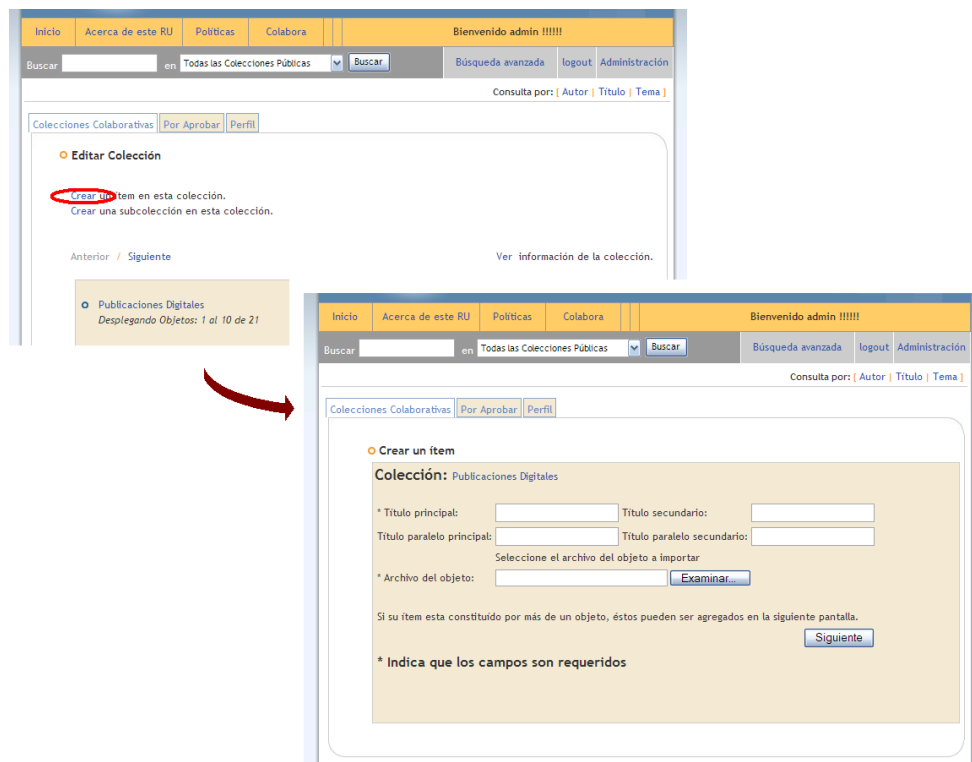 Inicio Acerca de este RU Políticas Colabora Bienvenido admin !!!!!!
Buscar en Todas las Colecciones Públicas Buscar Búsqueda avanzada logout Administración
Consulta por: [ Autor | Título | Tema ]
Colecciones Colaborativas Por Aprobar Perfil
Editar Colección
Crear un ítem en esta colección.
Crear una subcolección en esta colección.
Anterior / Siguiente Ver información de la colección.
Publicaciones Digitales
Desplegando Objetos: 1 al 10 de 21
Inicio Acerca de este RU Políticas Colabora Bienvenido admin !!!!!!
Buscar en Todas las Colecciones Públicas Buscar Búsqueda avanzada logout Administración
Consulta por: [ Autor | Título | Tema ]
Colecciones Colaborativas Por Aprobar Perfil
Crear un ítem
Colección: Publicaciones Digitales
* Título principal: Título secundario:
Título paralelo principal: Título paralelo secundario:
Seleccione el archivo del objeto a importar
* Archivo del objeto: Examinar...
Si su ítem esta constituído por más de un objeto, éstos pueden ser agregados en la siguiente pantalla.
Siguiente
* Indica que los campos son requeridos